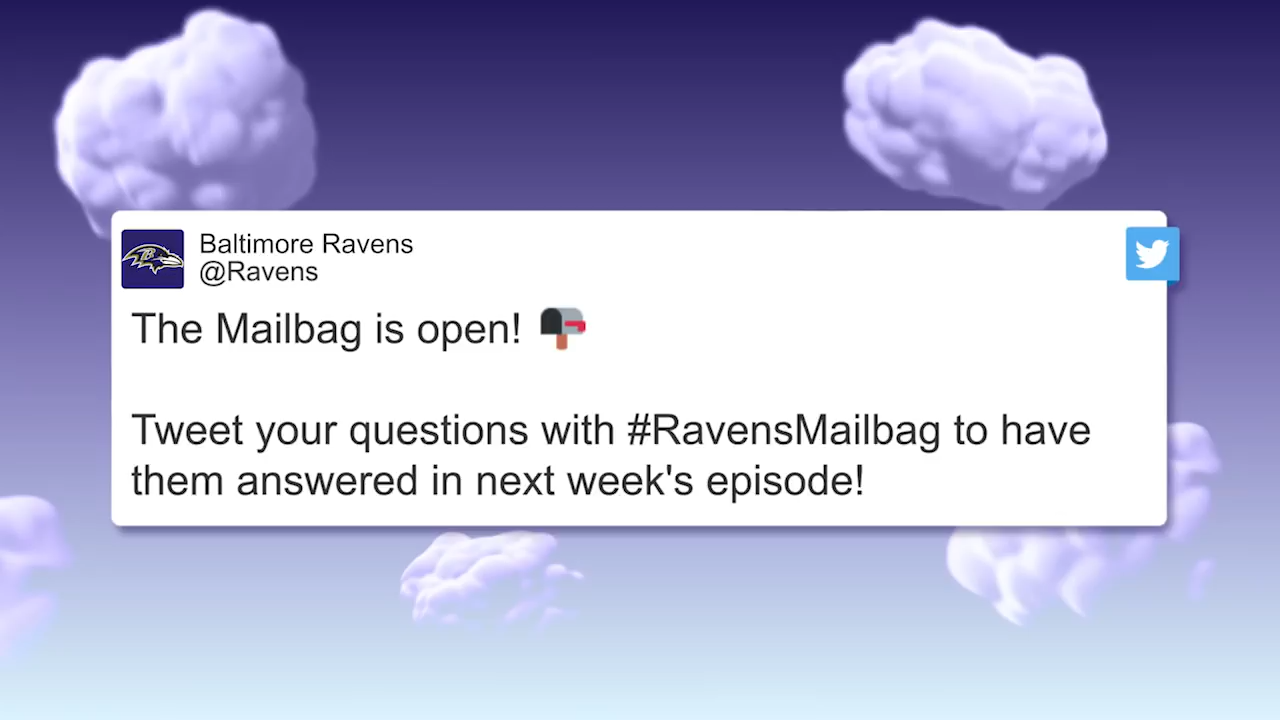 Baltimore Ravens
@Ravens
The Mailbag is open! 📭
Tweet your questions with #RavensMailbag to have
them answered in next week's episode!